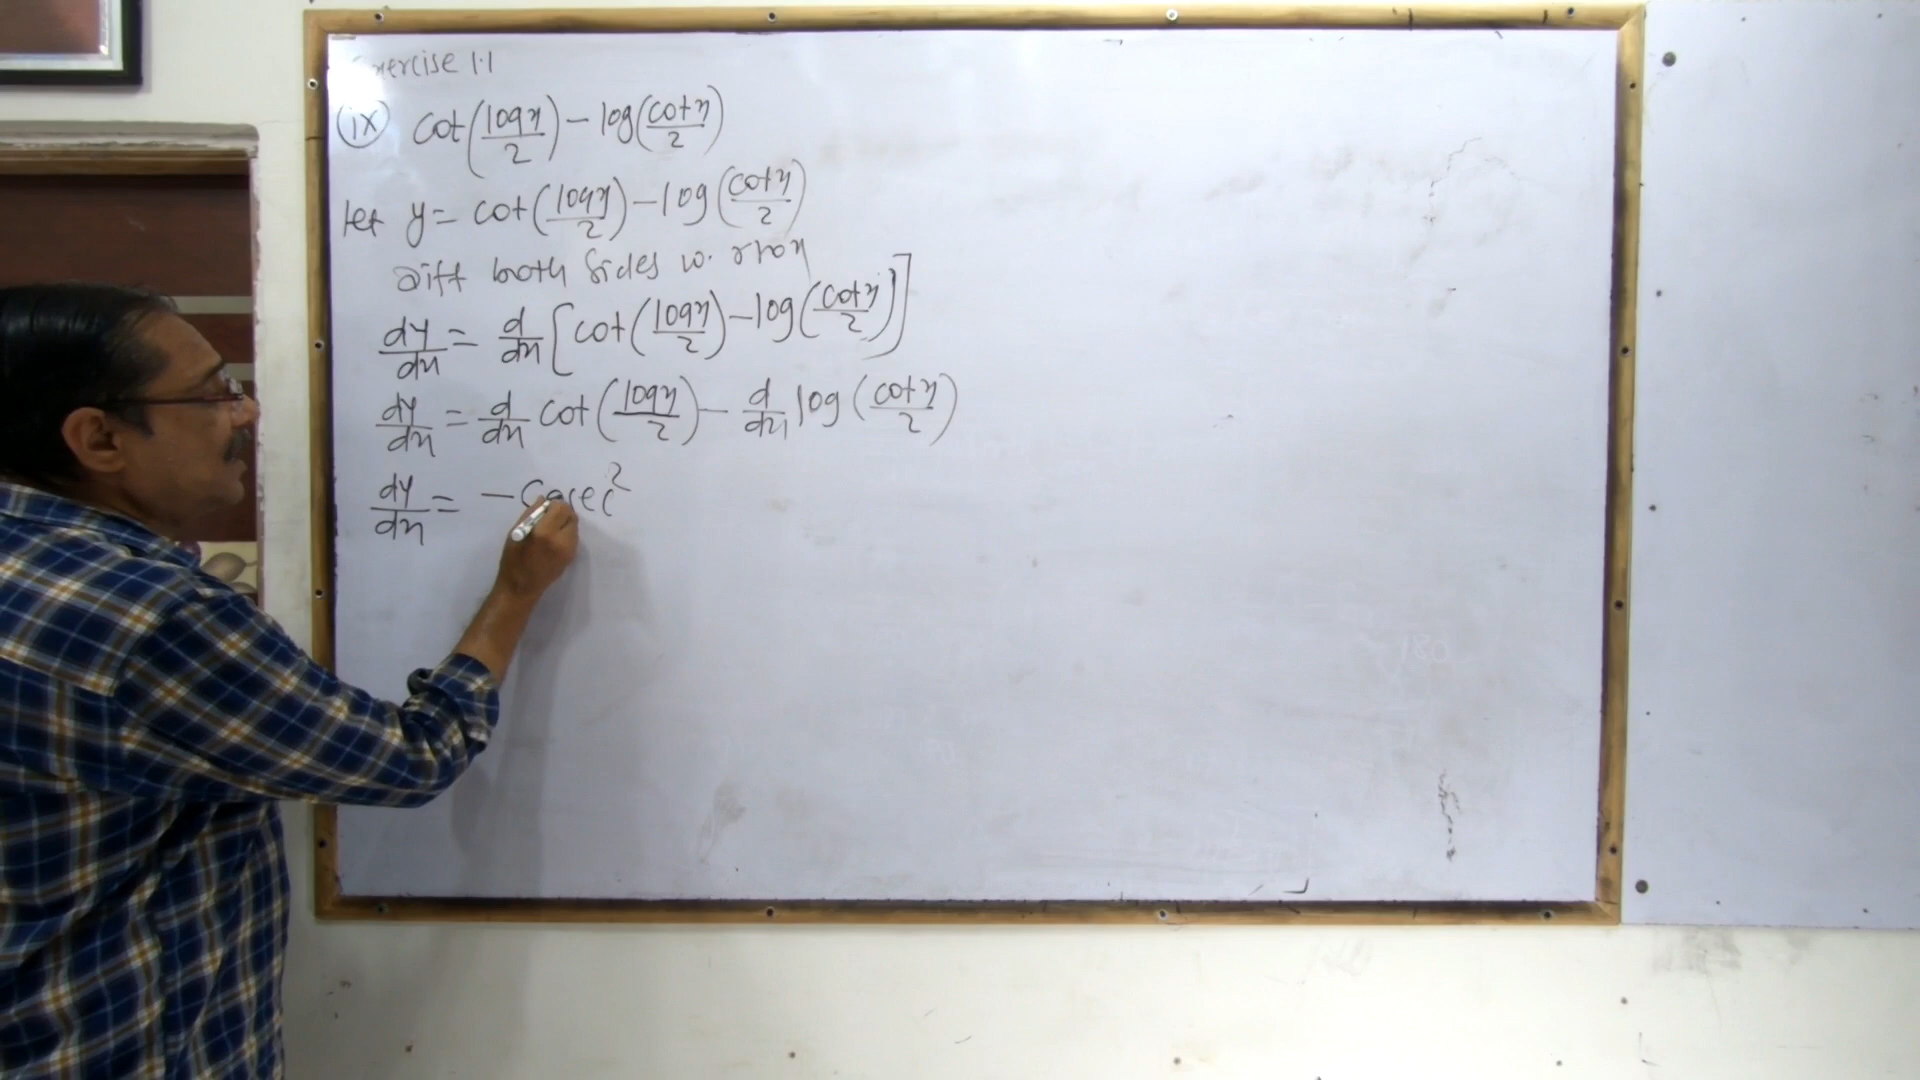 Exercise 1.1
(ix) cot(logx/2) - log(cotx/2)
Let y = cot(logx/2) - log(cotx/2)
Diff both sides w.r.to x
dy/dx = d/dx [cot(logx/2) - log(cotx/2)]
dy/dx = d/dx cot(logx/2) - d/dx log(cotx/2)
dy/dx = - Cosec²